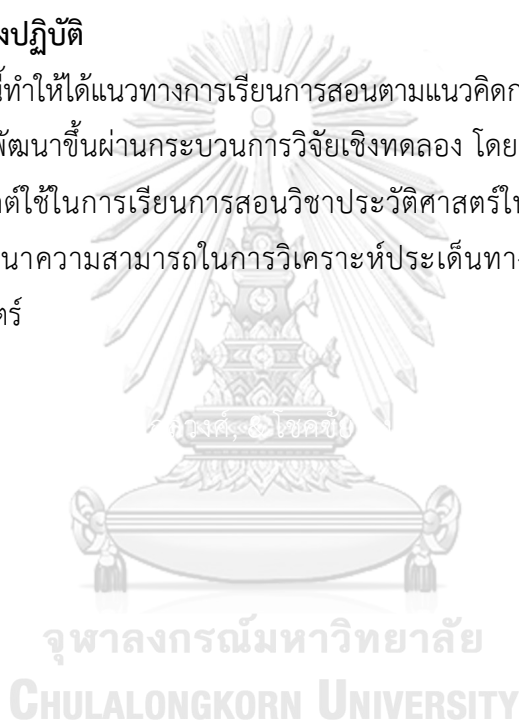 งปฏิบัติ
นี้ทำให้ได้แนวทางการเรียนการสอนตามแนวคิดก
พัฒนาขึ้นผ่านกระบวนการวิจัยเชิงทดลอง โดย
ต์ใช้ในการเรียนการสอนวิชาประวัติศาสตร์ใน
นาความสามารถในการวิเคราะห์ประเด็นทา
ตร์
จุฬาลงกรณ์มหาวิทยาลัย
CHULALONGKORN UNIVERSITY